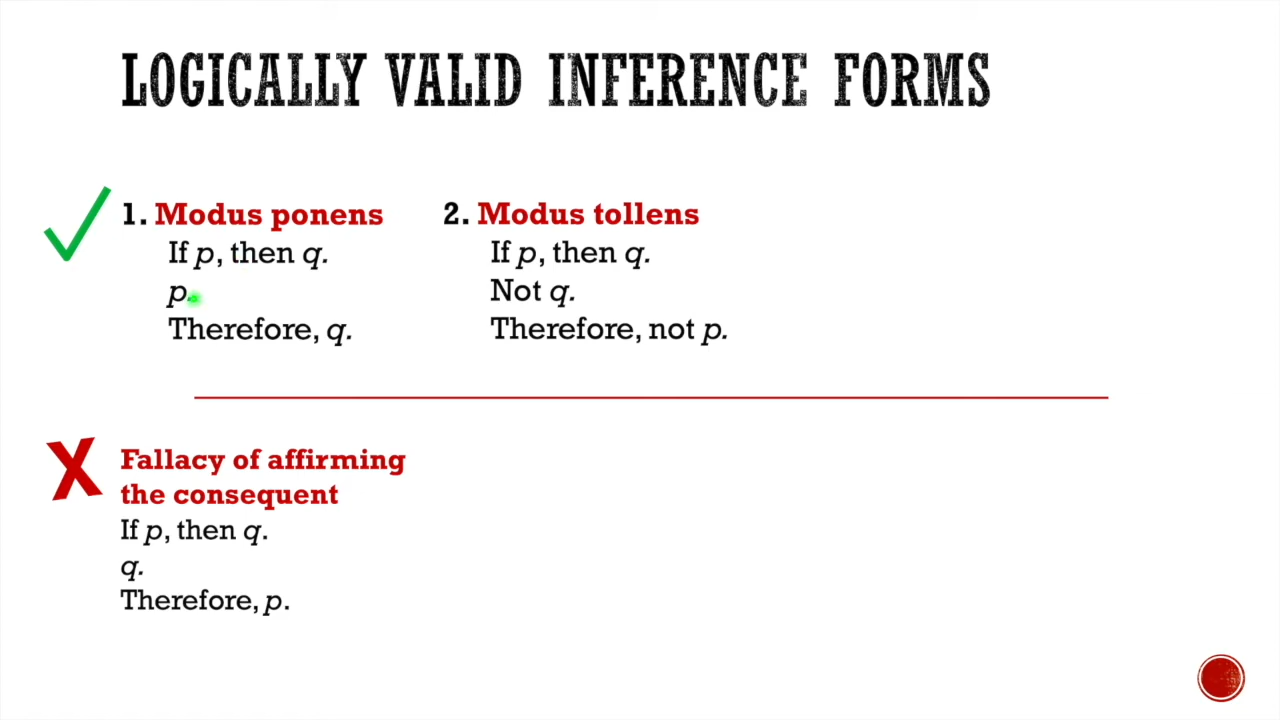 LOGICALLY VALID INFERENCE FORMS
1. Modus ponens
If p, then q.
p.
Therefore, q.
2. Modus tollens
If p, then q.
Not q.
Therefore, not p.
X
Fallacy of affirming
the consequent
If p, then q.
q.
Therefore, p.